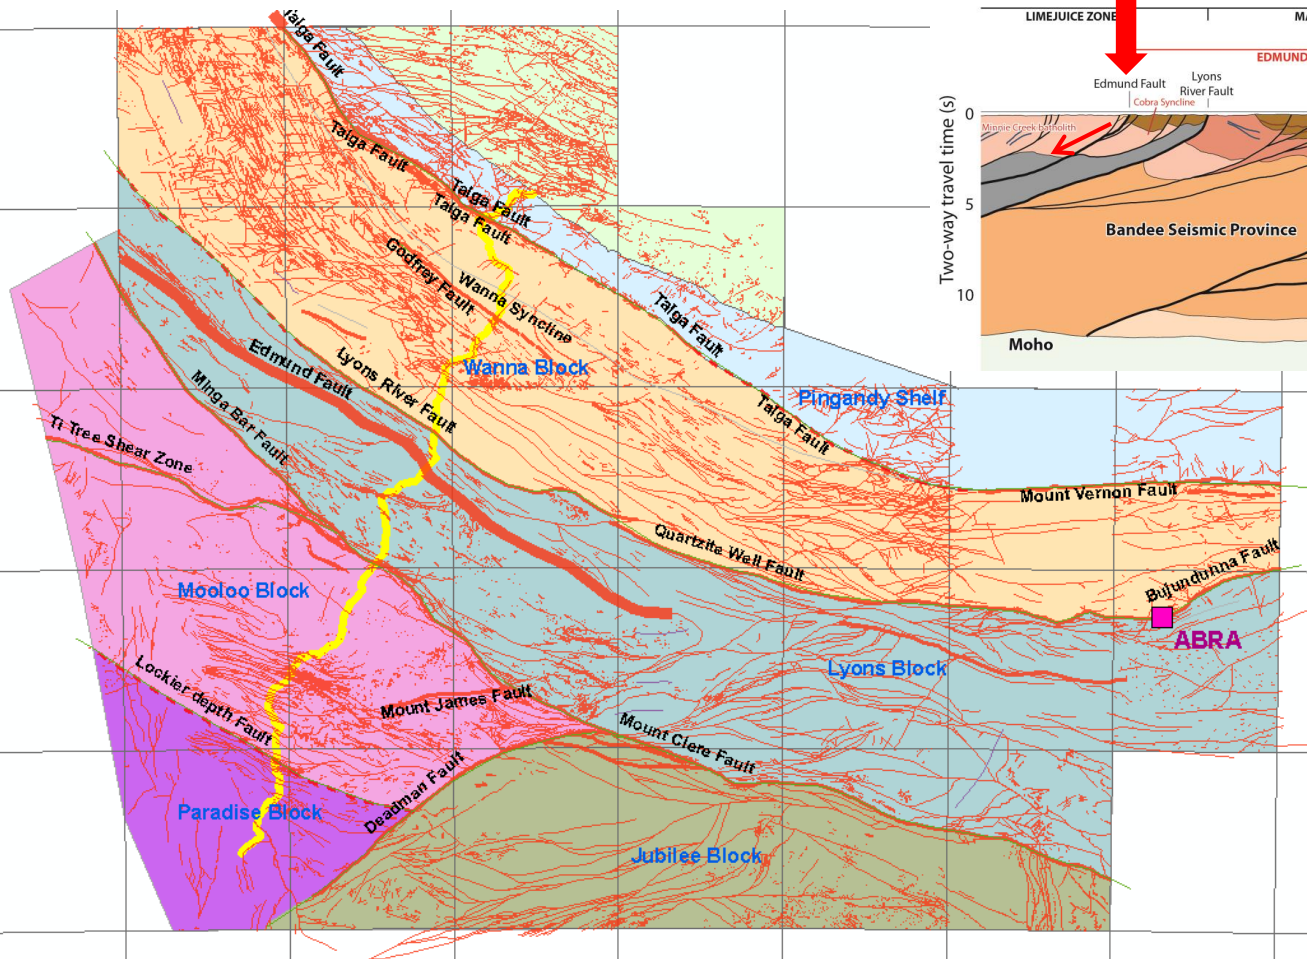 Talga Fault
LIMEJUICE ZONE
EDMUND
Edmund Fault
Lyons
River Fault
Cobra Syncline
Minnie Creek batholith
Two-way travel time (s)
0
5
10
Bandee Seismic Province
Moho
Talga Fault
Talga Fault
Talga Fault
Godfrey Fault
Wanna Syncline
Talga Fault
Edmund Fault
Lyons River Fault
Wanna Block
Minga Bar Fault
Pingandy Shelf
Talga Fault
Ti Tree Shear Zone
Mount Vernon Fault
Quartzite Well Fault
Bujundunna Fault
Mooloo Block
ABRA
Lyons Block
Lockier depth Fault
Mount James Fault
Mount Clere Fault
Deadman Fault
Paradise Block
Jubilee Block